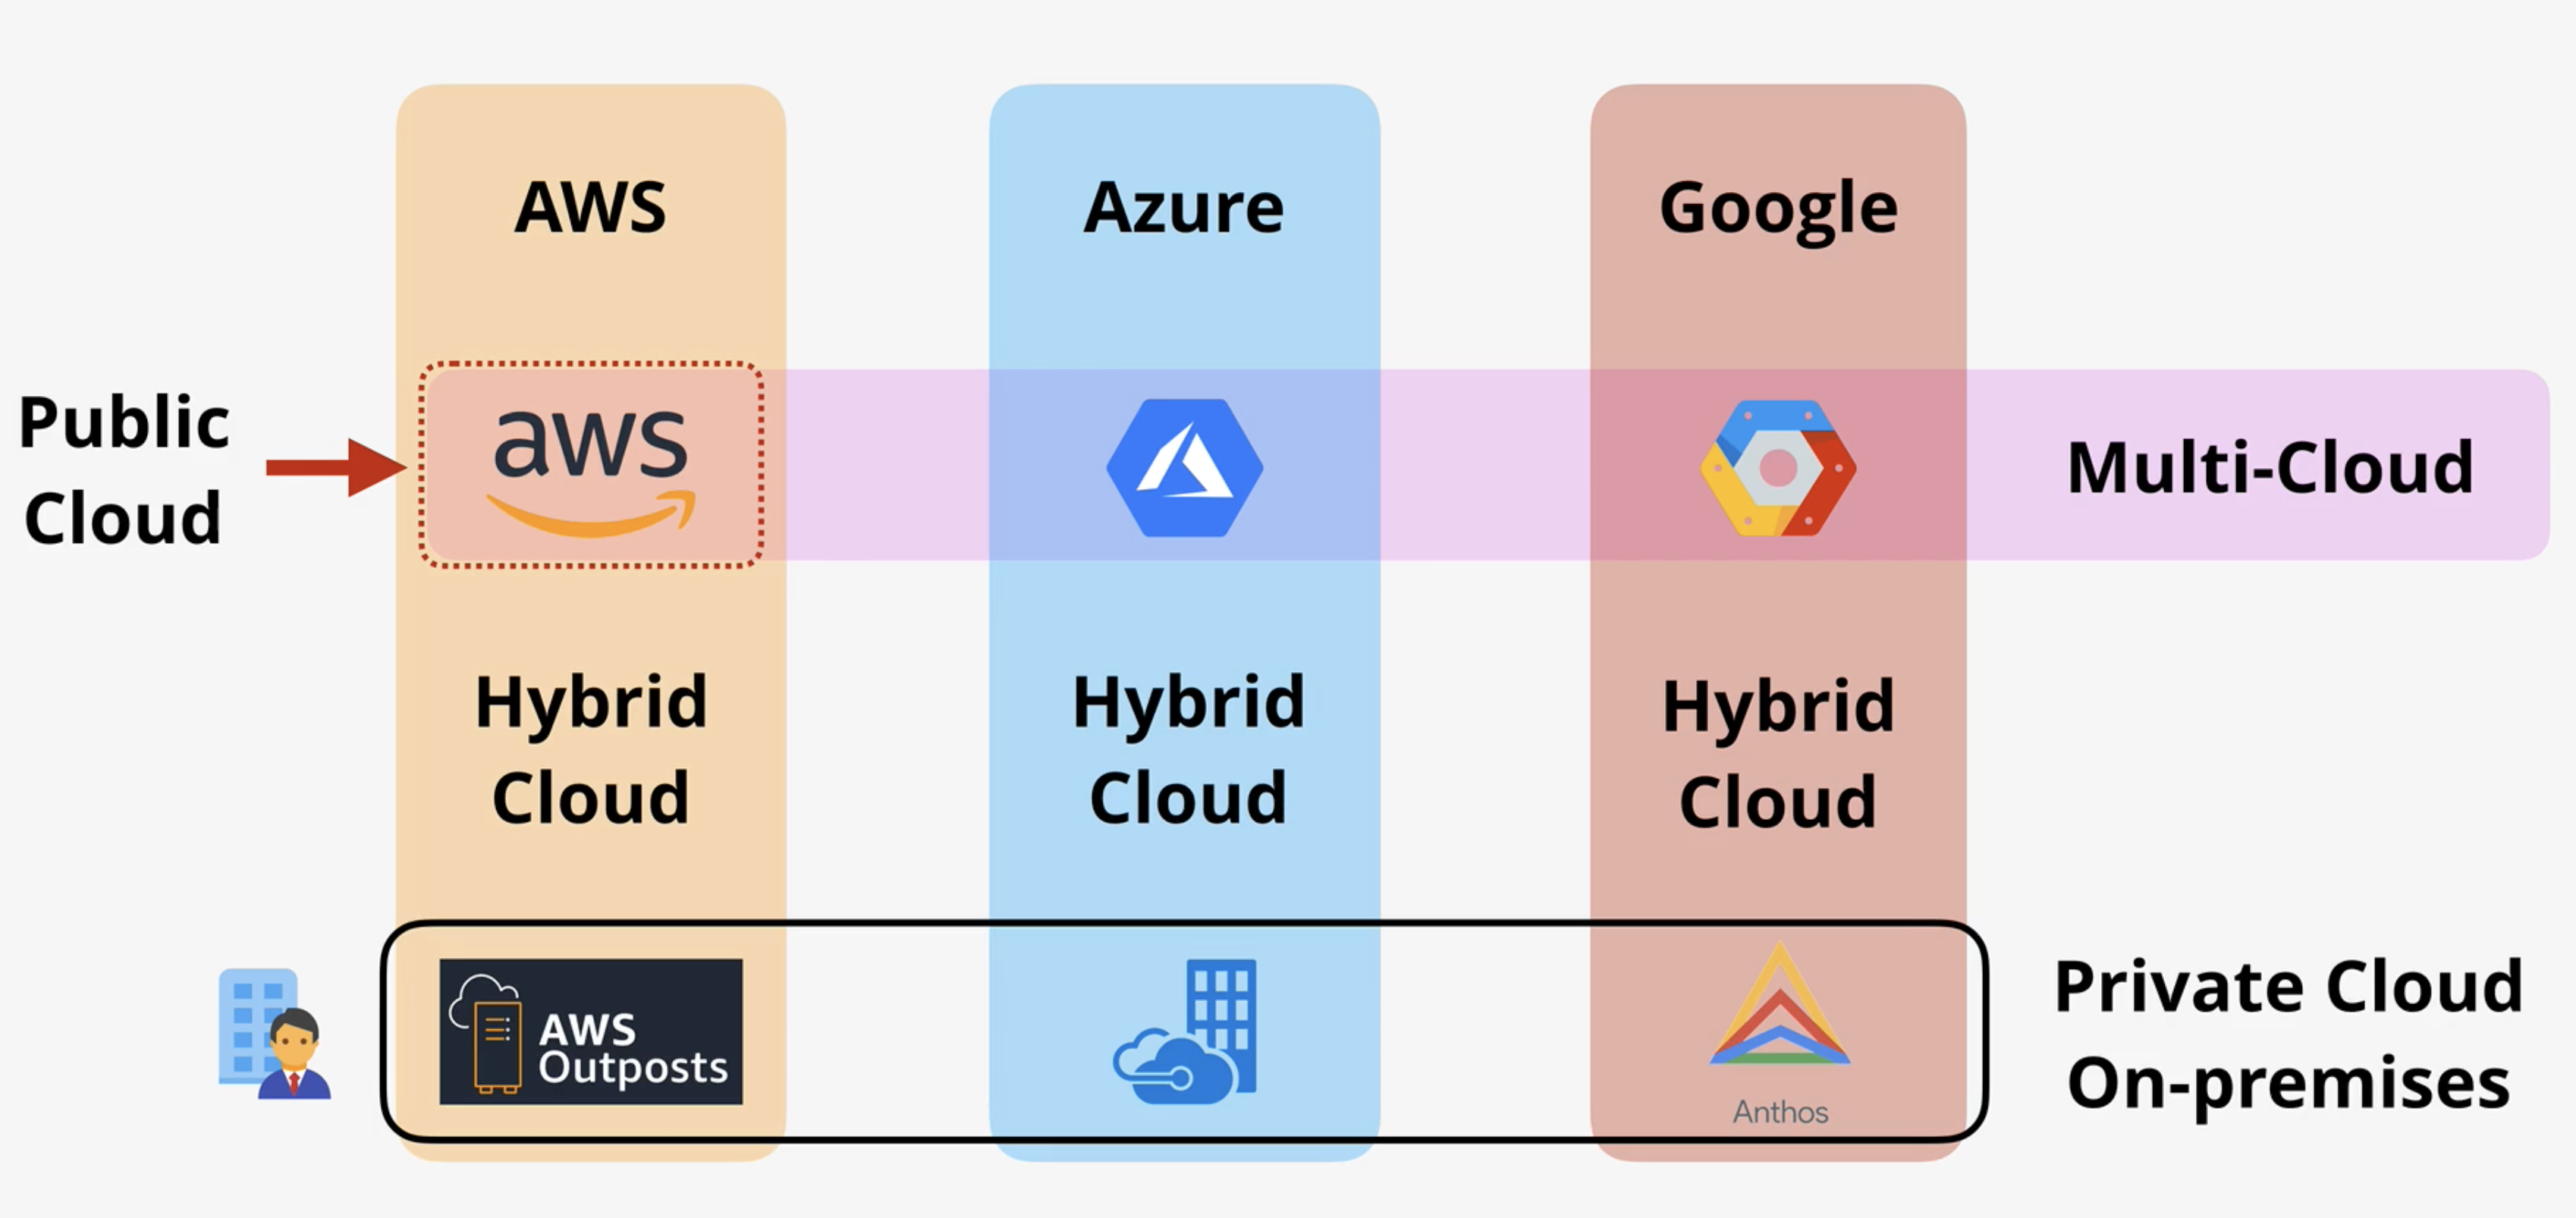 AWS
Azure
Google
Public
Cloud
aws
Multi-Cloud
Hybrid
Cloud
Hybrid
Cloud
Hybrid
Cloud
AWS
Outposts
Anthos
Private Cloud
On-premises